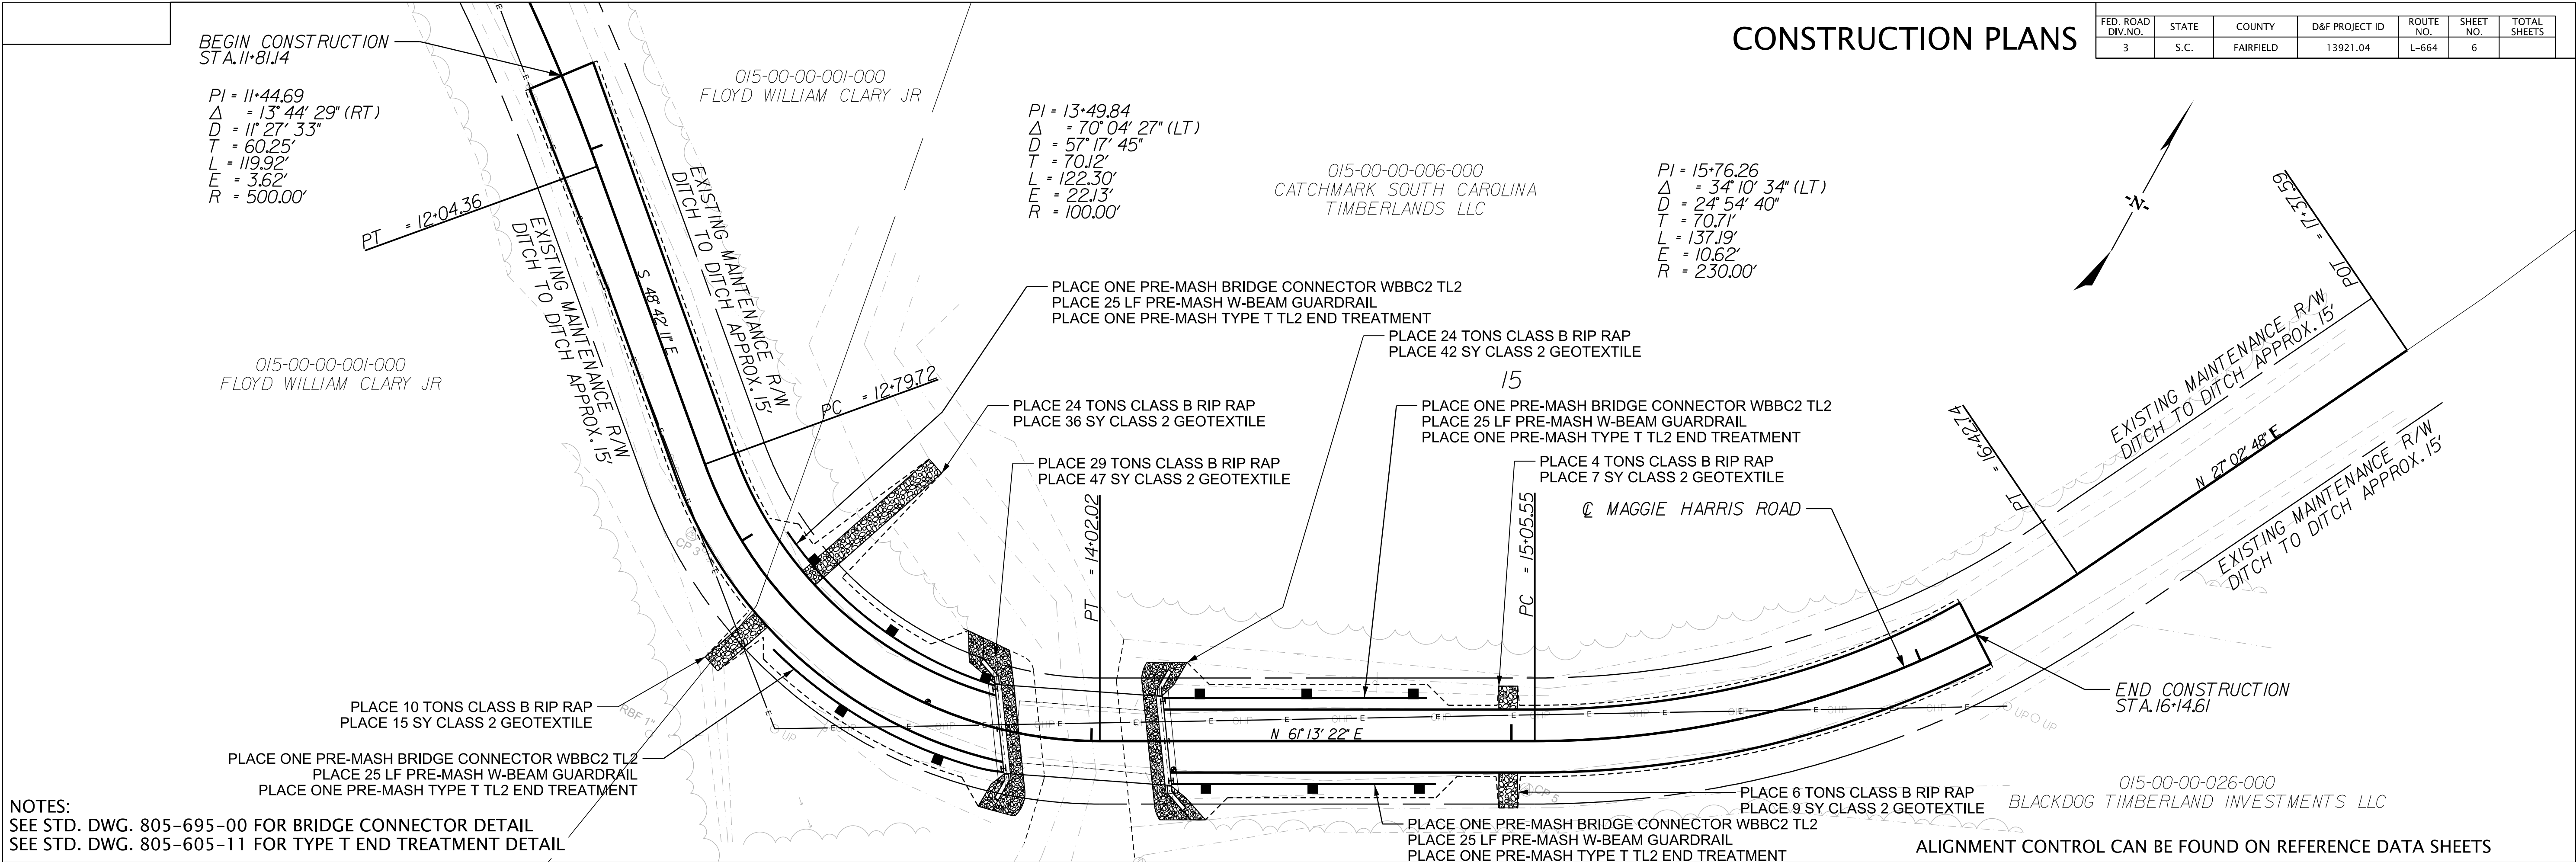 CONSTRUCTION PLANS
FED. ROAD DIV.NO. STATE COUNTY D&F PROJECT ID ROUTE NO. SHEET NO. TOTAL SHEETS
3 S.C. FAIRFIELD 13921.04 L-664 6
BEGIN CONSTRUCTION
STA.11+81.14
PI = 11+44.69
Δ = 13° 44' 29" (RT)
D = 11° 27' 33"
T = 60.25'
L = 119.92'
E = 3.62'
R = 500.00'
015-00-00-001-000
FLOYD WILLIAM CLARY JR
PI = 13+49.84
Δ = 70° 04' 27" (LT)
D = 57° 17' 45"
T = 70.12'
L = 122.30'
E = 22.13'
R = 100.00'
015-00-00-006-000
CATCHMARK SOUTH CAROLINA
TIMBERLANDS LLC
PI = 15+76.26
Δ = 34° 10' 34" (LT)
D = 24° 54' 40"
T = 70.71'
L = 137.19'
E = 10.62'
R = 230.00'
-N-
POT = 17+37.59
PT = 12+04.36
EXISTING MAINTENANCE R/W
DITCH TO DITCH APPROX. 15'
S 48° 42' 11" E
EXISTING MAINTENANCE R/W
DITCH TO DITCH APPROX. 15'
015-00-00-001-000
FLOYD WILLIAM CLARY JR
PC = 12+79.72
PLACE ONE PRE-MASH BRIDGE CONNECTOR WBBC2 TL2
PLACE 25 LF PRE-MASH W-BEAM GUARDRAIL
PLACE ONE PRE-MASH TYPE T TL2 END TREATMENT
PLACE 24 TONS CLASS B RIP RAP
PLACE 42 SY CLASS 2 GEOTEXTILE
15
PLACE 24 TONS CLASS B RIP RAP
PLACE 36 SY CLASS 2 GEOTEXTILE
PLACE ONE PRE-MASH BRIDGE CONNECTOR WBBC2 TL2
PLACE 25 LF PRE-MASH W-BEAM GUARDRAIL
PLACE ONE PRE-MASH TYPE T TL2 END TREATMENT
PLACE 29 TONS CLASS B RIP RAP
PLACE 47 SY CLASS 2 GEOTEXTILE
PLACE 4 TONS CLASS B RIP RAP
PLACE 7 SY CLASS 2 GEOTEXTILE
PT = 14+02.02
PC = 15+05.55
℄ MAGGIE HARRIS ROAD
PT = 16+42.74
EXISTING MAINTENANCE R/W
DITCH TO DITCH APPROX. 15'
N 27° 02' 48" E
EXISTING MAINTENANCE R/W
DITCH TO DITCH APPROX. 15'
CP 3
PLACE 10 TONS CLASS B RIP RAP
PLACE 15 SY CLASS 2 GEOTEXTILE
RBF 1"
UP
N 61° 13' 22" E
END CONSTRUCTION
STA.16+14.61
UP UP
PLACE ONE PRE-MASH BRIDGE CONNECTOR WBBC2 TL2
PLACE 25 LF PRE-MASH W-BEAM GUARDRAIL
PLACE ONE PRE-MASH TYPE T TL2 END TREATMENT
CP 5
PLACE 6 TONS CLASS B RIP RAP
PLACE 9 SY CLASS 2 GEOTEXTILE
015-00-00-026-000
BLACKDOG TIMBERLAND INVESTMENTS LLC
PLACE ONE PRE-MASH BRIDGE CONNECTOR WBBC2 TL2
PLACE 25 LF PRE-MASH W-BEAM GUARDRAIL
PLACE ONE PRE-MASH TYPE T TL2 END TREATMENT
NOTES:
SEE STD. DWG. 805-695-00 FOR BRIDGE CONNECTOR DETAIL
SEE STD. DWG. 805-605-11 FOR TYPE T END TREATMENT DETAIL
ALIGNMENT CONTROL CAN BE FOUND ON REFERENCE DATA SHEETS